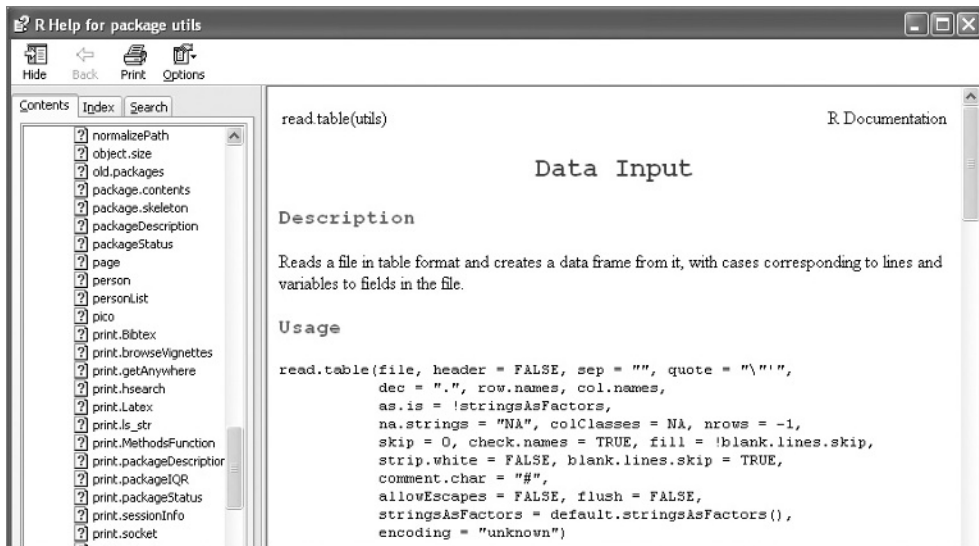 R Help for package utils
Hide Back Print Options
Contents Index Search
normalizePath
object.size
old.packages
package.contents
package.skeleton
packageDescription
packageStatus
page
person
personList
pico
print.Bibtex
print.browseVignettes
print.getAnywhere
print.hsearch
print.Latex
print.ls_str
print.MethodsFunction
print.packageDescription
print.packageIQR
print.packageStatus
print.sessionInfo
print.socket
read.table(utils) R Documentation
Data Input
Description
Reads a file in table format and creates a data frame from it, with cases corresponding to lines and
variables to fields in the file.
Usage
read.table(file, header = FALSE, sep = "", quote = "\"'",
dec = ".", row.names, col.names,
as.is = !stringsAsFactors,
na.strings = "NA", colClasses = NA, nrows = -1,
skip = 0, check.names = TRUE, fill = !blank.lines.skip,
strip.white = FALSE, blank.lines.skip = TRUE,
comment.char = "#",
allowEscapes = FALSE, flush = FALSE,
stringsAsFactors = default.stringsAsFactors(),
encoding = "unknown")